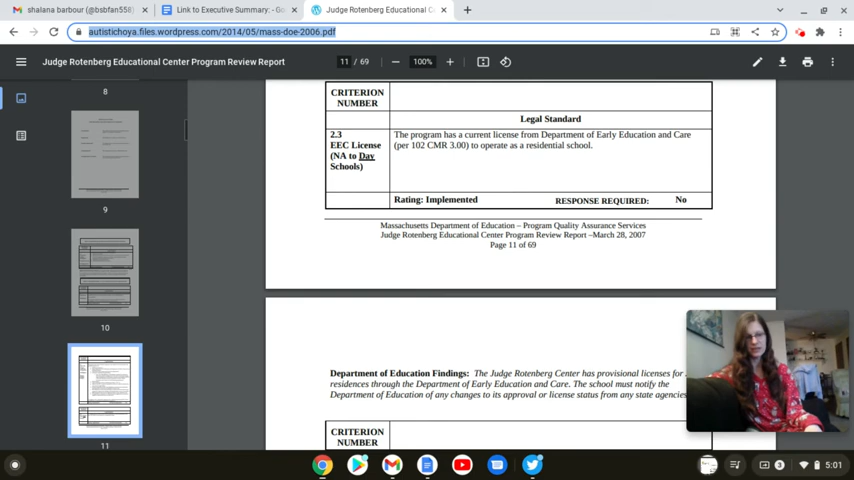 shalana barbour (@bsbfan558)
Link to Executive Summary: - Go
Judge Rotenberg Educational C
autistichoya.files.wordpress.com/2014/05/mass-doe-2006.pdf
Judge Rotenberg Educational Center Program Review Report
11 / 69
100%
8
9
10
11
CRITERION
NUMBER
Legal Standard
2.3
EEC License
(NA to Day
Schools)
The program has a current license from Department of Early Education and Care
(per 102 CMR 3.00) to operate as a residential school.
Rating: Implemented
RESPONSE REQUIRED:
No
Massachusetts Department of Education – Program Quality Assurance Services
Judge Rotenberg Educational Center Program Review Report –March 28, 2007
Page 11 of 69
Department of Education Findings: The Judge Rotenberg Center has provisional licenses for
residences through the Department of Early Education and Care. The school must notify the
Department of Education of any changes to its approval or license status from any state agencies
CRITERION
NUMBER
3
5:01